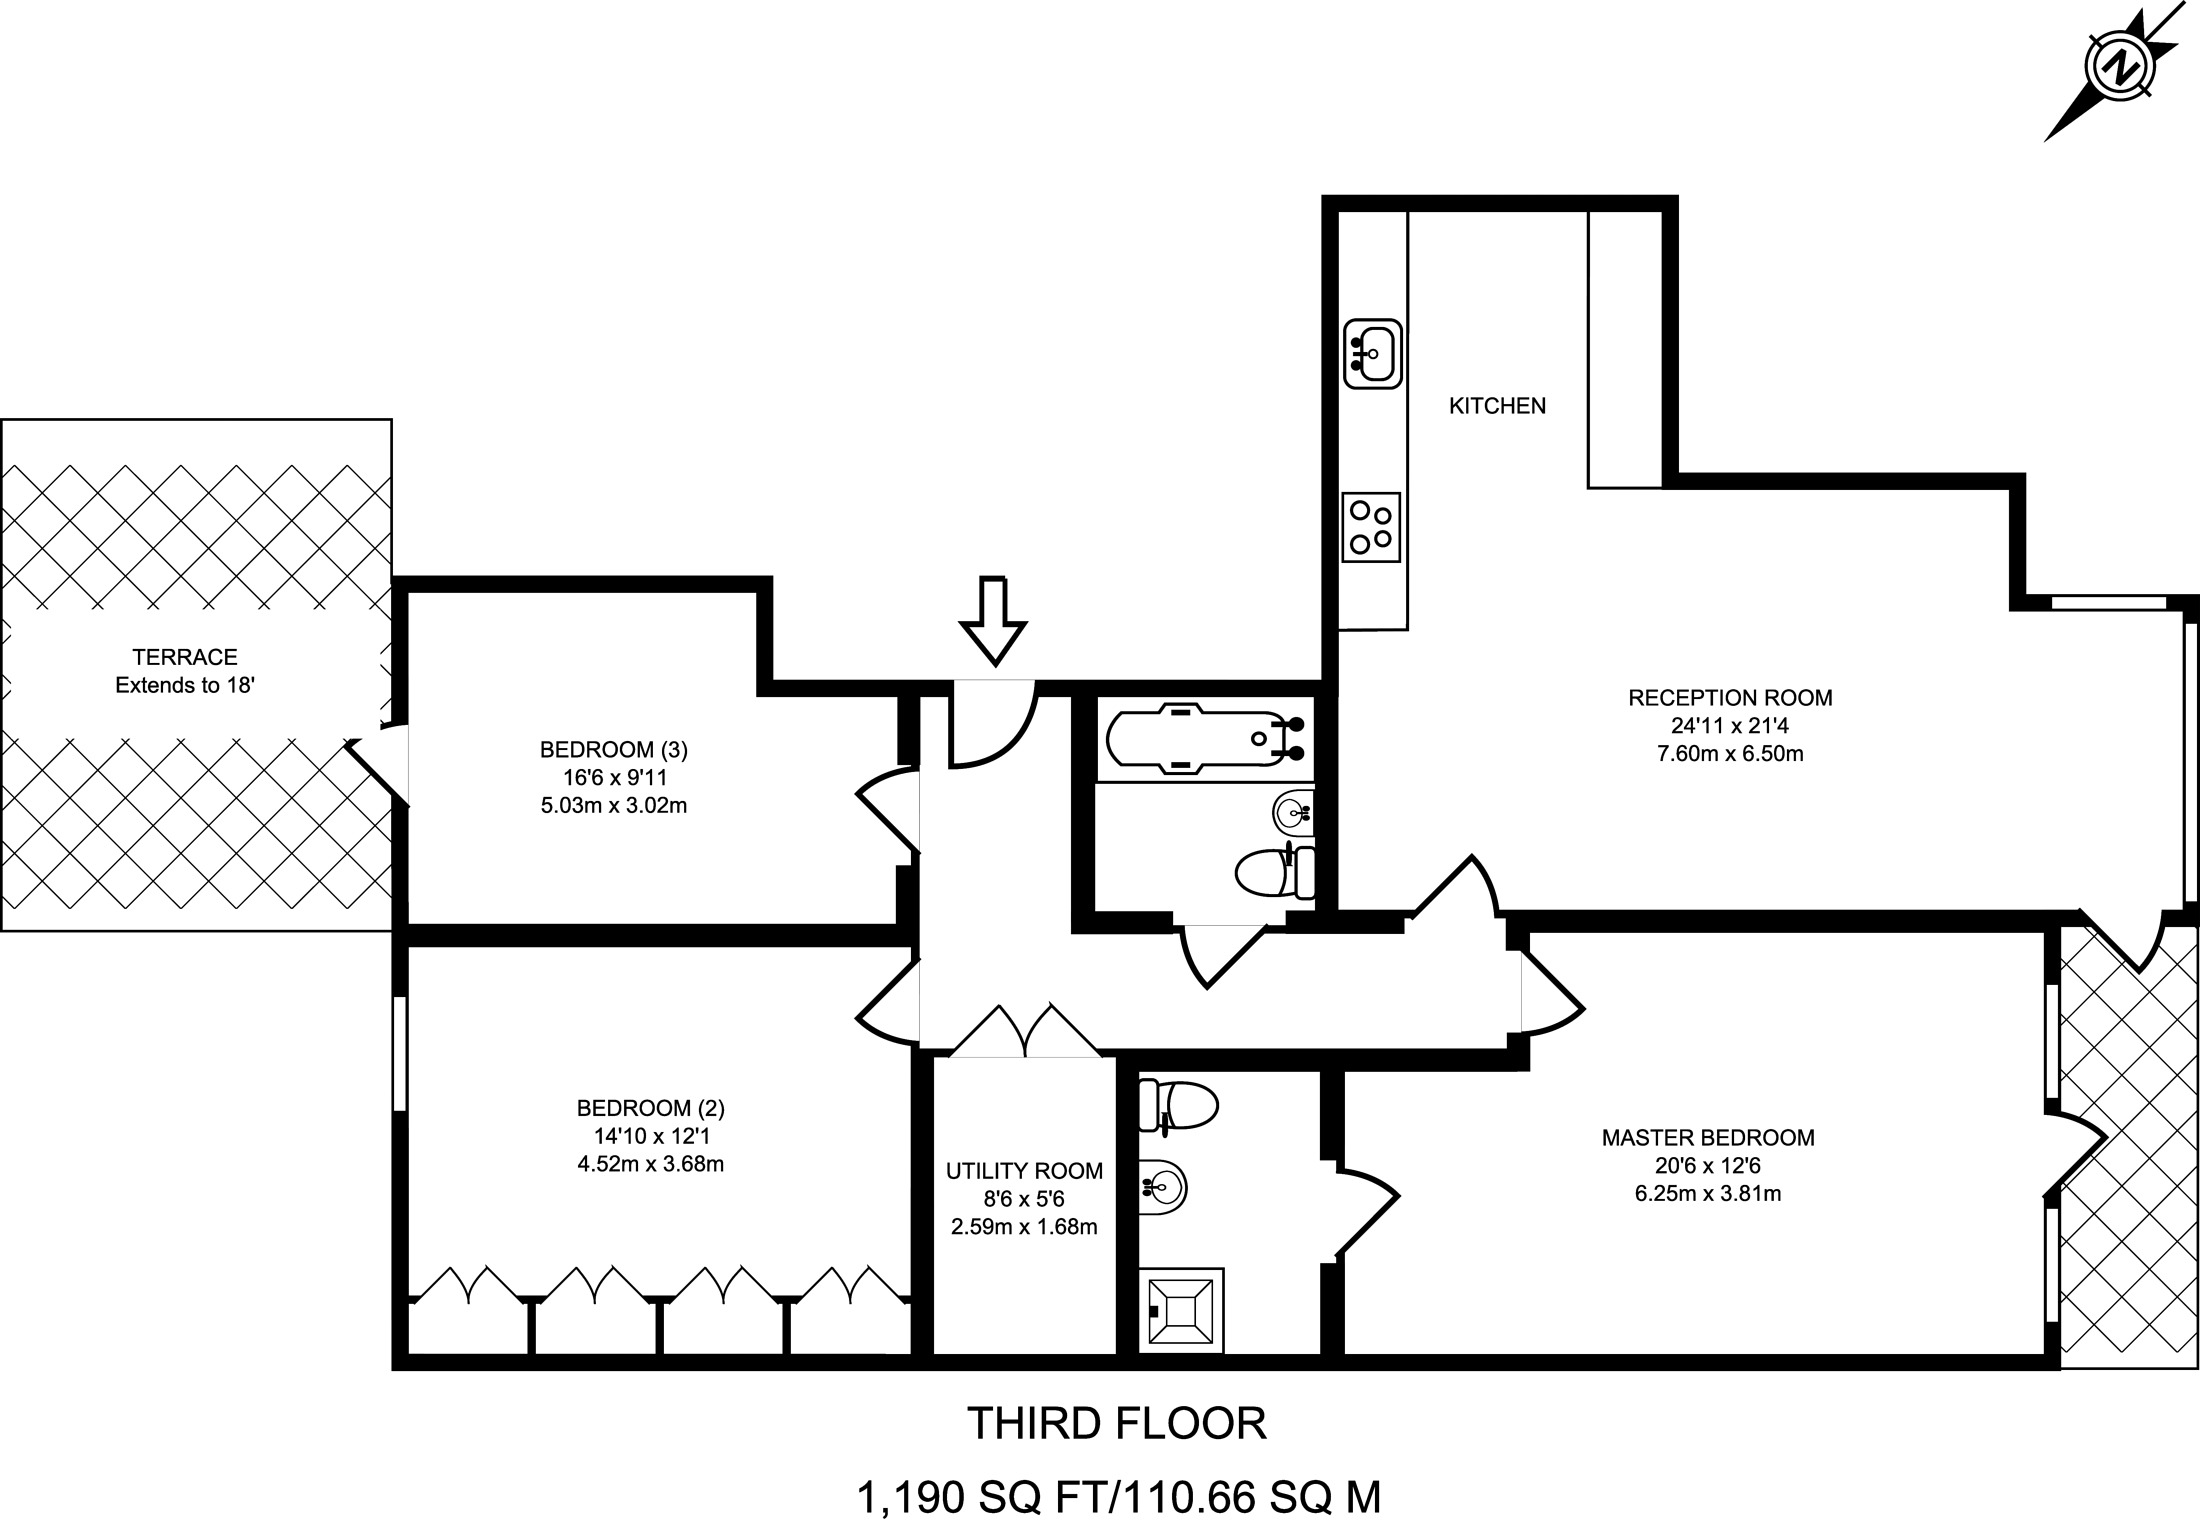 N
KITCHEN
TERRACE
Extends to 18'
RECEPTION ROOM
24'11 x 21'4
7.60m x 6.50m
BEDROOM (3)
16'6 x 9'11
5.03m x 3.02m
BEDROOM (2)
14'10 x 12'1
4.52m x 3.68m
UTILITY ROOM
8'6 x 5'6
2.59m x 1.68m
MASTER BEDROOM
20'6 x 12'6
6.25m x 3.81m
THIRD FLOOR
1,190 SQ FT/110.66 SQ M